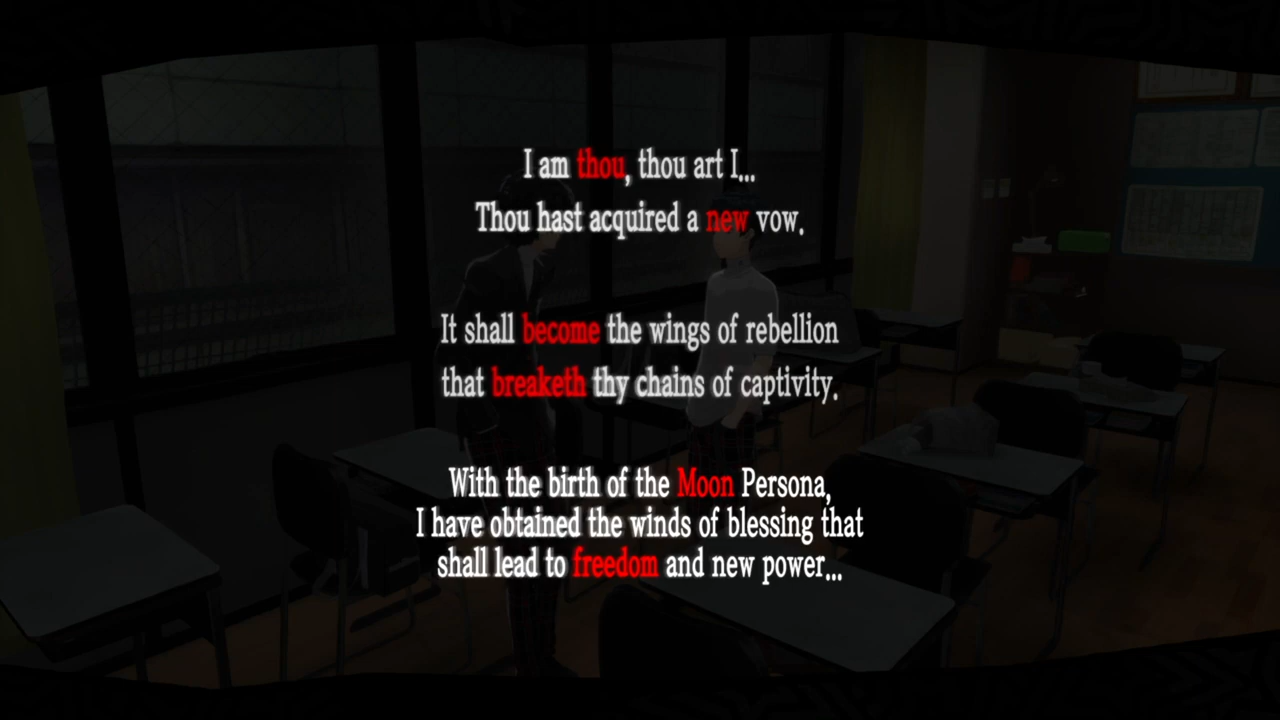 I am thou, thou art I...
Thou hast acquired a new vow.
It shall become the wings of rebellion
that breaketh thy chains of captivity.
With the birth of the Moon Persona,
I have obtained the winds of blessing that
shall lead to freedom and new power...